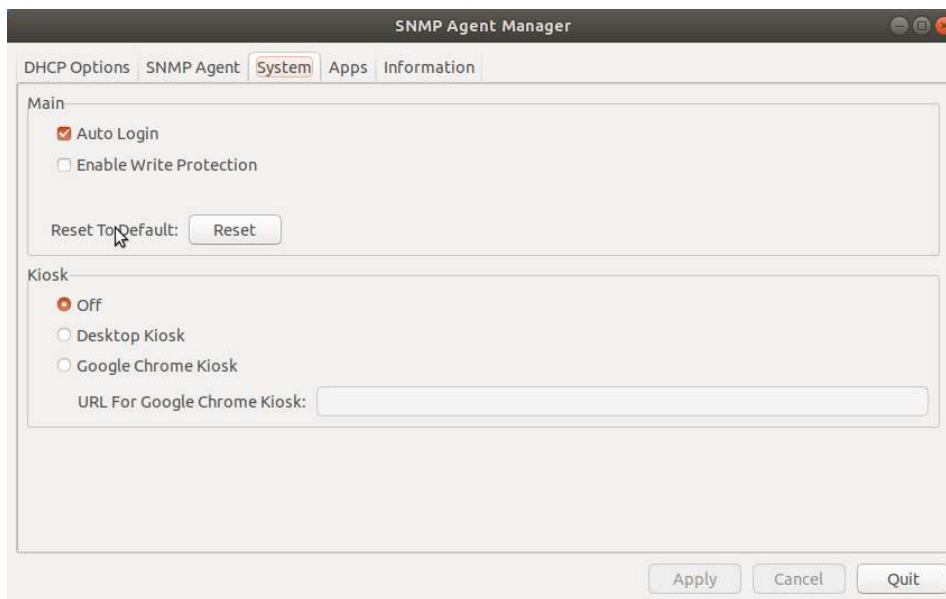 SNMP Agent Manager
DHCP Options SNMP Agent System Apps Information
Main
Auto Login
Enable Write Protection
Reset To Default: Reset
Kiosk
Off
Desktop Kiosk
Google Chrome Kiosk
URL For Google Chrome Kiosk:
Apply Cancel Quit